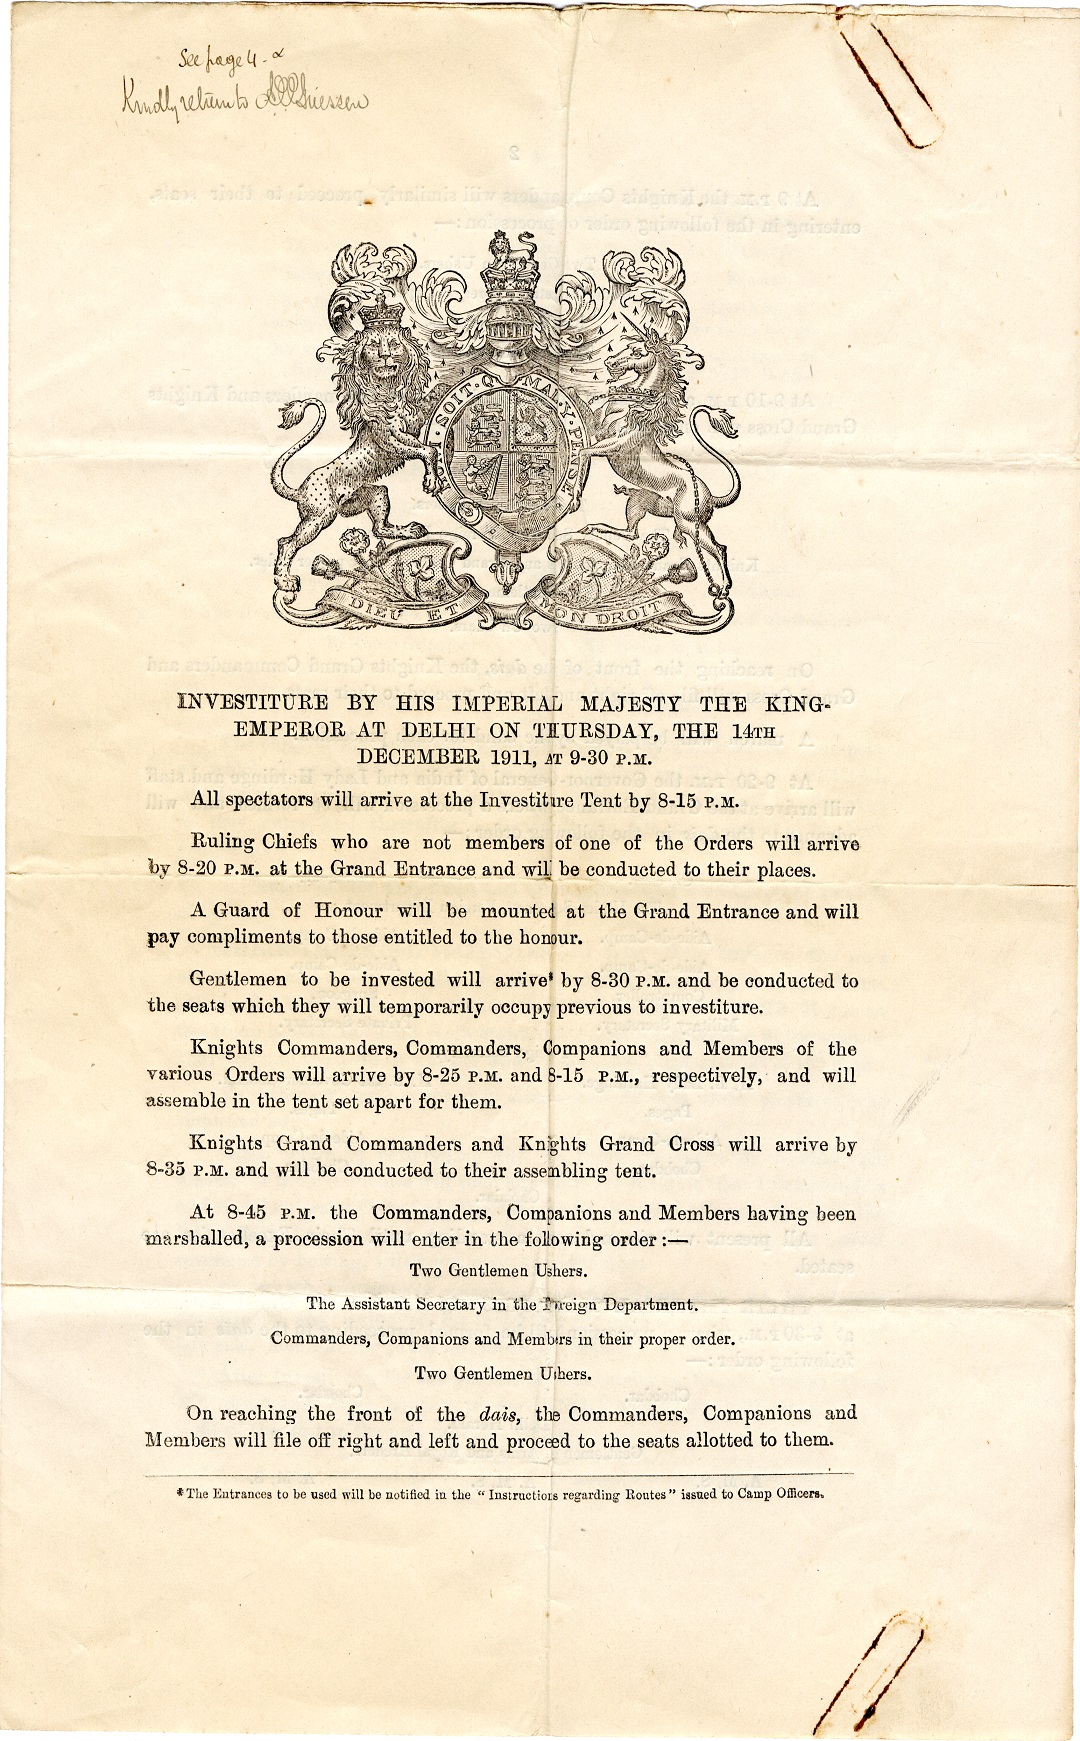 See page 4
Kindly return to
SOIT · Q MAL · Y · PENSE
DIEU ET MON DROIT
INVESTITURE BY HIS IMPERIAL MAJESTY THE KING-
EMPEROR AT DELHI ON THURSDAY, THE 14TH
DECEMBER 1911, AT 9-30 P.M.
All spectators will arrive at the Investiture Tent by 8-15 P.M.
Ruling Chiefs who are not members of one of the Orders will arrive
by 8-20 P.M. at the Grand Entrance and will be conducted to their places.
A Guard of Honour will be mounted at the Grand Entrance and will
pay compliments to those entitled to the honour.
Gentlemen to be invested will arrive* by 8-30 P.M. and be conducted to
the seats which they will temporarily occupy previous to investiture.
Knights Commanders, Commanders, Companions and Members of the
various Orders will arrive by 8-25 P.M. and 8-15 P.M., respectively, and will
assemble in the tent set apart for them.
Knights Grand Commanders and Knights Grand Cross will arrive by
8-35 P.M. and will be conducted to their assembling tent.
At 8-45 P.M. the Commanders, Companions and Members having been
marshalled, a procession will enter in the following order :—
Two Gentlemen Ushers.
The Assistant Secretary in the Foreign Department.
Commanders, Companions and Members in their proper order.
Two Gentlemen Ushers.
On reaching the front of the dais, the Commanders, Companions and
Members will file off right and left and proceed to the seats allotted to them.
*The Entrances to be used will be notified in the “ Instructions regarding Routes ” issued to Camp Officers.